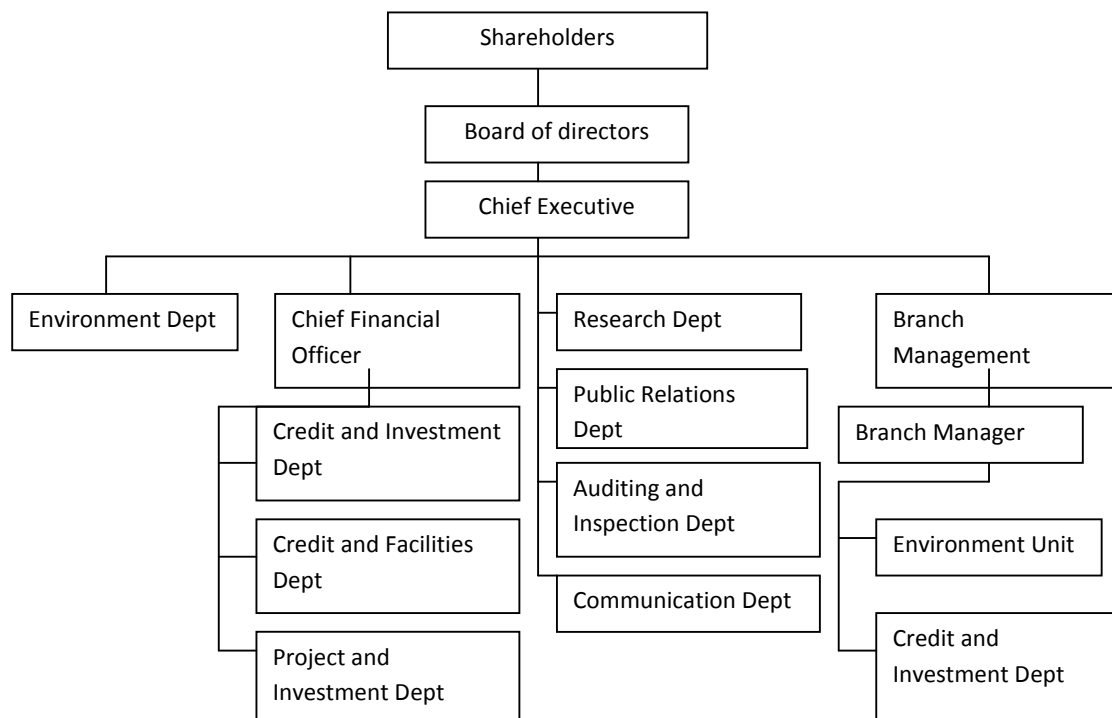 Shareholders
Board of directors
Chief Executive
Environment Dept
Chief Financial
Officer
Credit and Investment
Dept
Credit and Facilities
Dept
Project and
Investment Dept
Research Dept
Public Relations
Dept
Auditing and
Inspection Dept
Communication Dept
Branch
Management
Branch Manager
Environment Unit
Credit and
Investment Dept